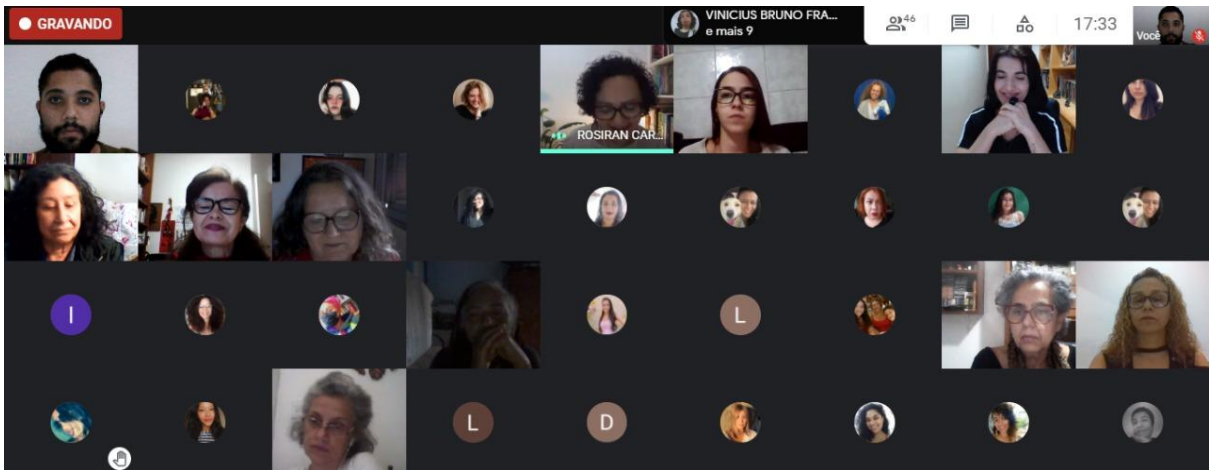 GRAVANDO
VINICIUS BRUNO FRA...
e mais 9
46
17:33
Você
ROSIRAN CAR...
I
L
L
D